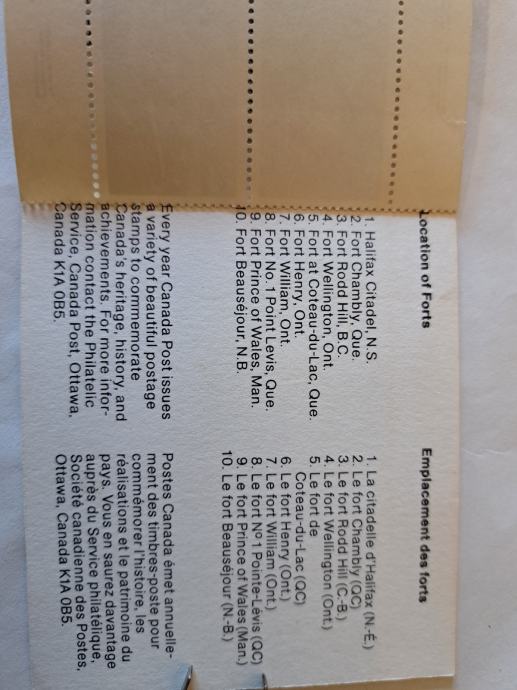 Location of Forts
1. Halifax Citadel, N.S.
2. Fort Chambly, Que.
3. Fort Rodd Hill, B.C.
4. Fort Wellington, Ont.
5. Fort at Coteau-du-Lac, Que.
6. Fort Henry, Ont.
7. Fort William, Ont.
8. Fort No. 1 Point Levis, Que.
9. Fort Prince of Wales, Man.
10. Fort Beauséjour, N.B.
Every year Canada Post issues
a variety of beautiful postage
stamps to commemorate
Canada's heritage, history, and
achievements. For more infor-
mation contact the Philatelic
Service, Canada Post, Ottawa,
Canada K1A 0B5.
Emplacement des forts
1. La citadelle d'Halifax (N.-É.)
2. Le fort Chambly (QC)
3. Le fort Rodd Hill (C.-B.)
4. Le fort Wellington (Ont.)
5. Le fort de
Coteau-du-Lac (QC)
6. Le fort Henry (Ont.)
7. Le fort William (Ont.)
8. Le fort Nº 1 Pointe-Lévis (QC)
9. Le fort Prince of Wales (Man.)
10. Le fort Beauséjour (N.-B.)
Postes Canada émet annuelle-
ment des timbres-poste pour
commémorer l'histoire, les
réalisations et le patrimoine du
pays. Vous en saurez davantage
auprès du Service philatélique,
Société canadienne des Postes,
Ottawa, Canada K1A 0B5.